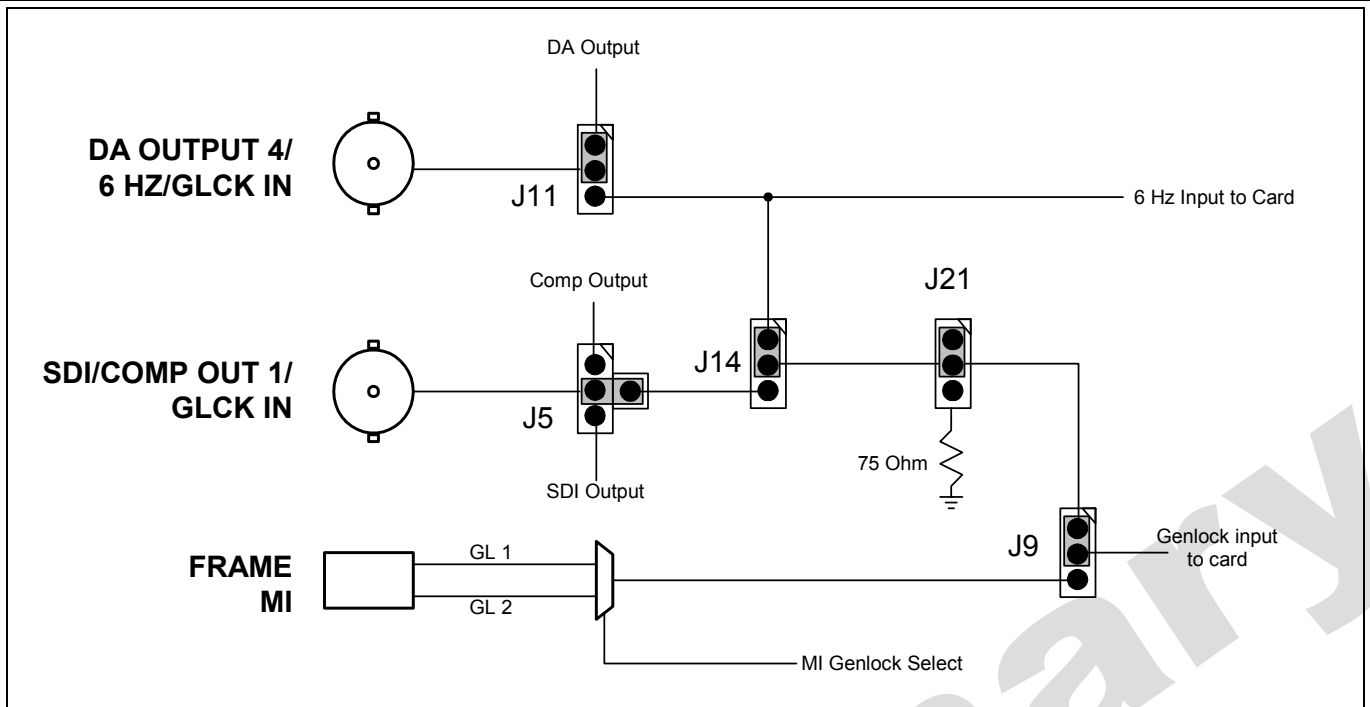 DA Output
DA OUTPUT 4/
6 HZ/GLCK IN
J11
6 Hz Input to Card
Comp Output
J21
SDI/COMP OUT 1/
GLCK IN
J14
J5
75 Ohm
SDI Output
FRAME
MI
GL 1
GL 2
J9
Genlock input
to card
MI Genlock Select